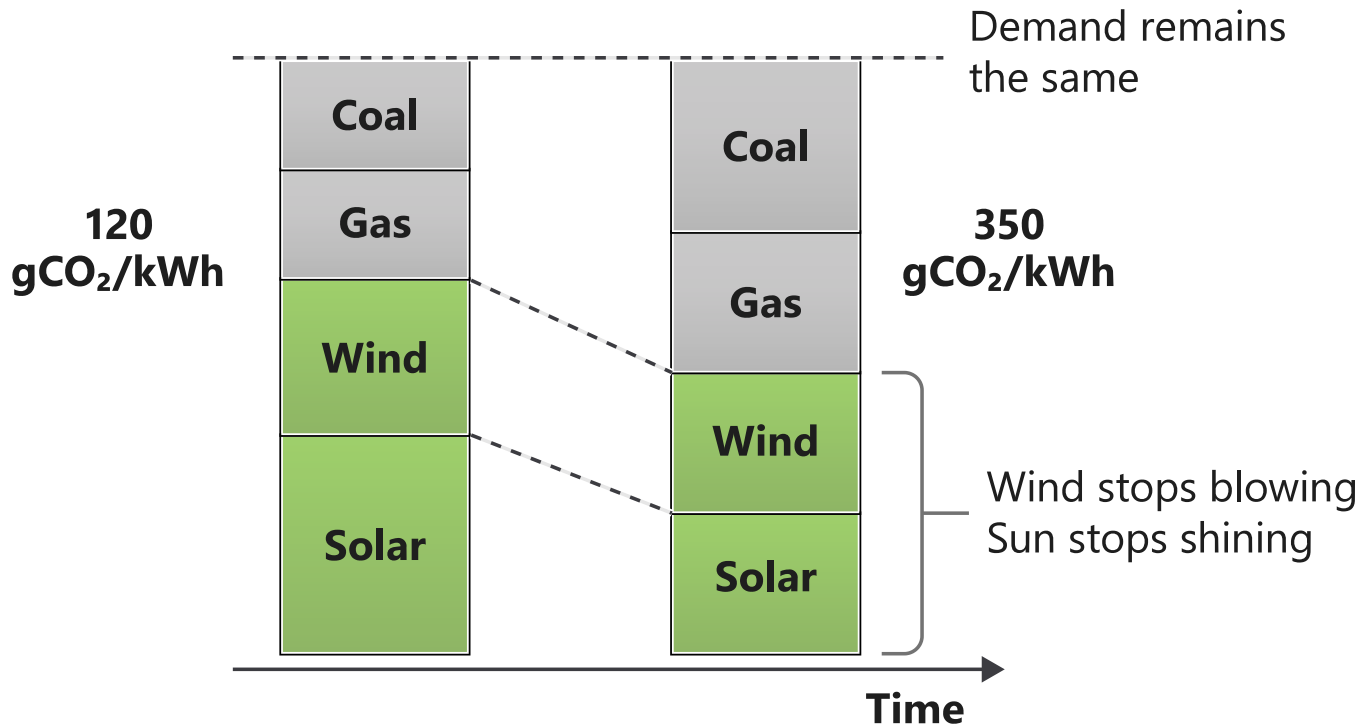 Demand remains
the same
Coal
Gas
Wind
Solar
120
gCO₂/kWh
Coal
Gas
Wind
Solar
350
gCO₂/kWh
Wind stops blowing
Sun stops shining
Time